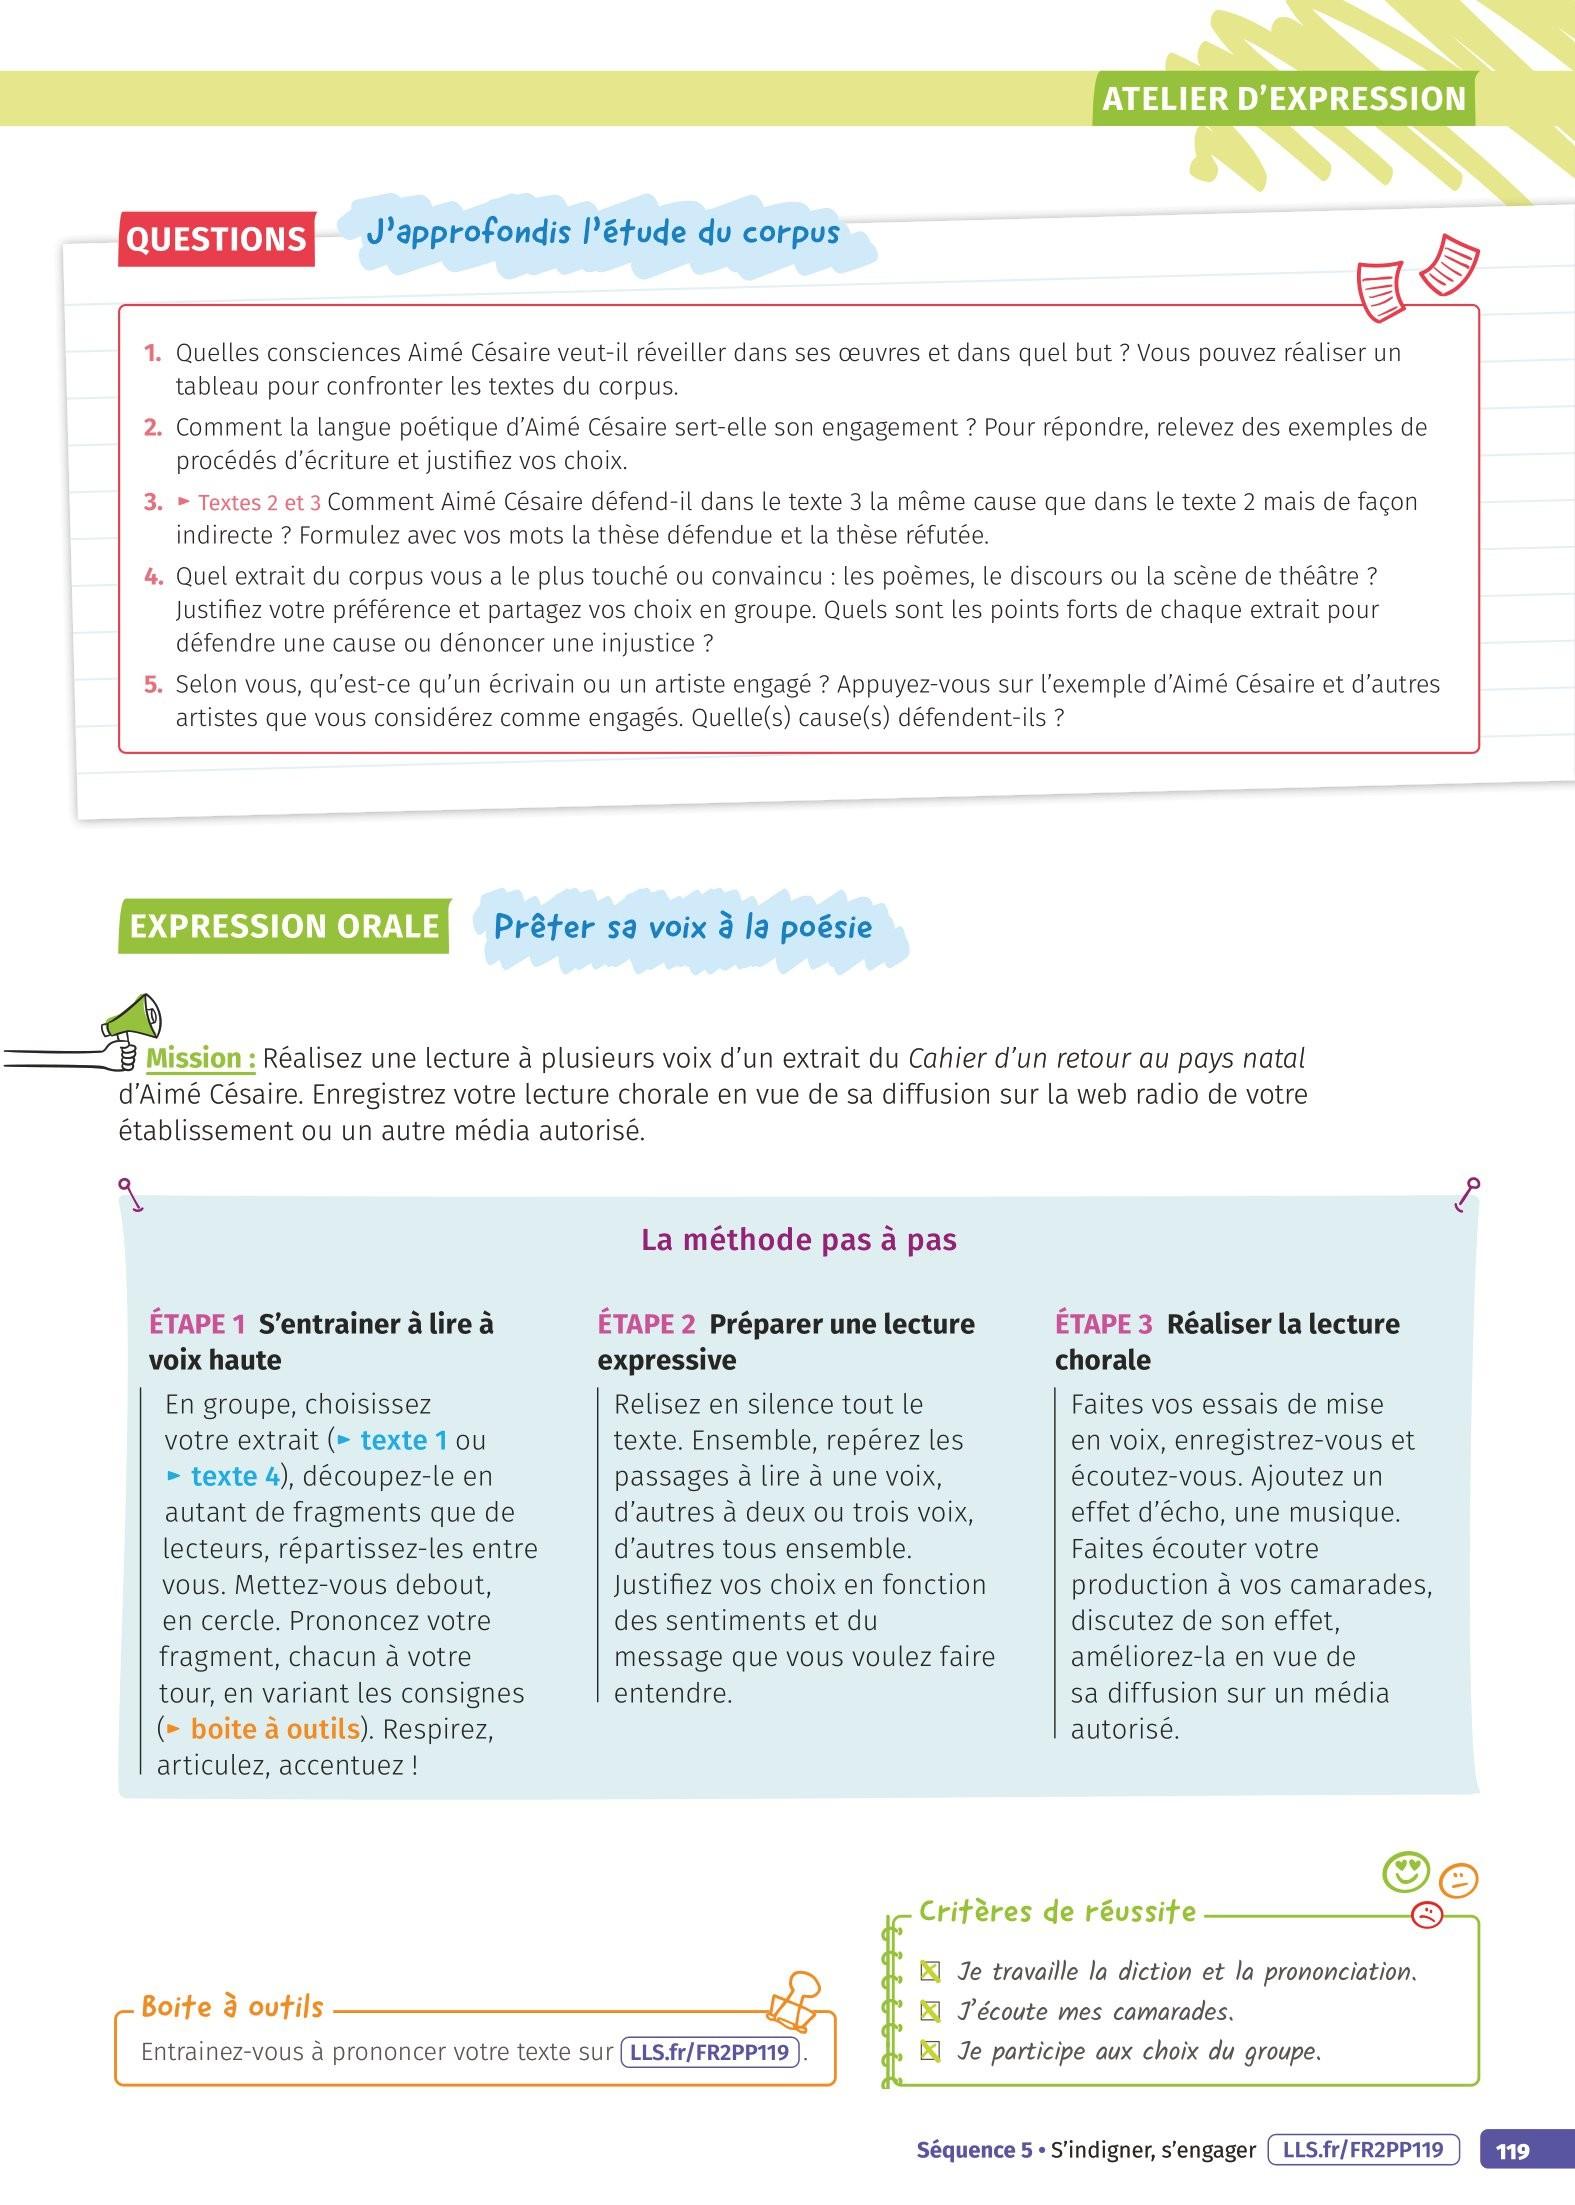 ATELIER D'EXPRESSION
QUESTIONS
J'approfondis l'étude du corpus
1. Quelles consciences Aimé Césaire veut-il réveiller dans ses œuvres et dans quel but ? Vous pouvez réaliser un
tableau pour confronter les textes du corpus.
2. Comment la langue poétique d'Aimé Césaire sert-elle son engagement ? Pour répondre, relevez des exemples de
procédés d'écriture et justifiez vos choix.
3. ► Textes 2 et 3 Comment Aimé Césaire défend-il dans le texte 3 la même cause que dans le texte 2 mais de façon
indirecte ? Formulez avec vos mots la thèse défendue et la thèse réfutée.
4. Quel extrait du corpus vous a le plus touché ou convaincu : les poèmes, le discours ou la scène de théâtre ?
Justifiez votre préférence et partagez vos choix en groupe. Quels sont les points forts de chaque extrait pour
défendre une cause ou dénoncer une injustice ?
5. Selon vous, qu'est-ce qu'un écrivain ou un artiste engagé ? Appuyez-vous sur l'exemple d'Aimé Césaire et d'autres
artistes que vous considérez comme engagés. Quelle(s) cause(s) défendent-ils ?
EXPRESSION ORALE
Prêter sa voix à la poésie
Mission : Réalisez une lecture à plusieurs voix d'un extrait du Cahier d'un retour au pays natal
d'Aimé Césaire. Enregistrez votre lecture chorale en vue de sa diffusion sur la web radio de votre
établissement ou un autre média autorisé.
La méthode pas à pas
ÉTAPE 1 S'entrainer à lire à
voix haute
En groupe, choisissez
votre extrait (► texte 1 ou
► texte 4), découpez-le en
autant de fragments que de
lecteurs, répartissez-les entre
vous. Mettez-vous debout,
en cercle. Prononcez votre
fragment, chacun à votre
tour, en variant les consignes
(► boite à outils). Respirez,
articulez, accentuez !
ÉTAPE 2 Préparer une lecture
expressive
Relisez en silence tout le
texte. Ensemble, repérez les
passages à lire à une voix,
d'autres à deux ou trois voix,
d'autres tous ensemble.
Justifiez vos choix en fonction
des sentiments et du
message que vous voulez faire
entendre.
ÉTAPE 3 Réaliser la lecture
chorale
Faites vos essais de mise
en voix, enregistrez-vous et
écoutez-vous. Ajoutez un
effet d'écho, une musique.
Faites écouter votre
production à vos camarades,
discutez de son effet,
améliorez-la en vue de
sa diffusion sur un média
autorisé.
Boite à outils
Entrainez-vous à prononcer votre texte sur LLS.fr/FR2PP119 .
Critères de réussite
Je travaille la diction et la prononciation.
J'écoute mes camarades.
Je participe aux choix du groupe.
Séquence 5 • S'indigner, s'engager LLS.fr/FR2PP119 119